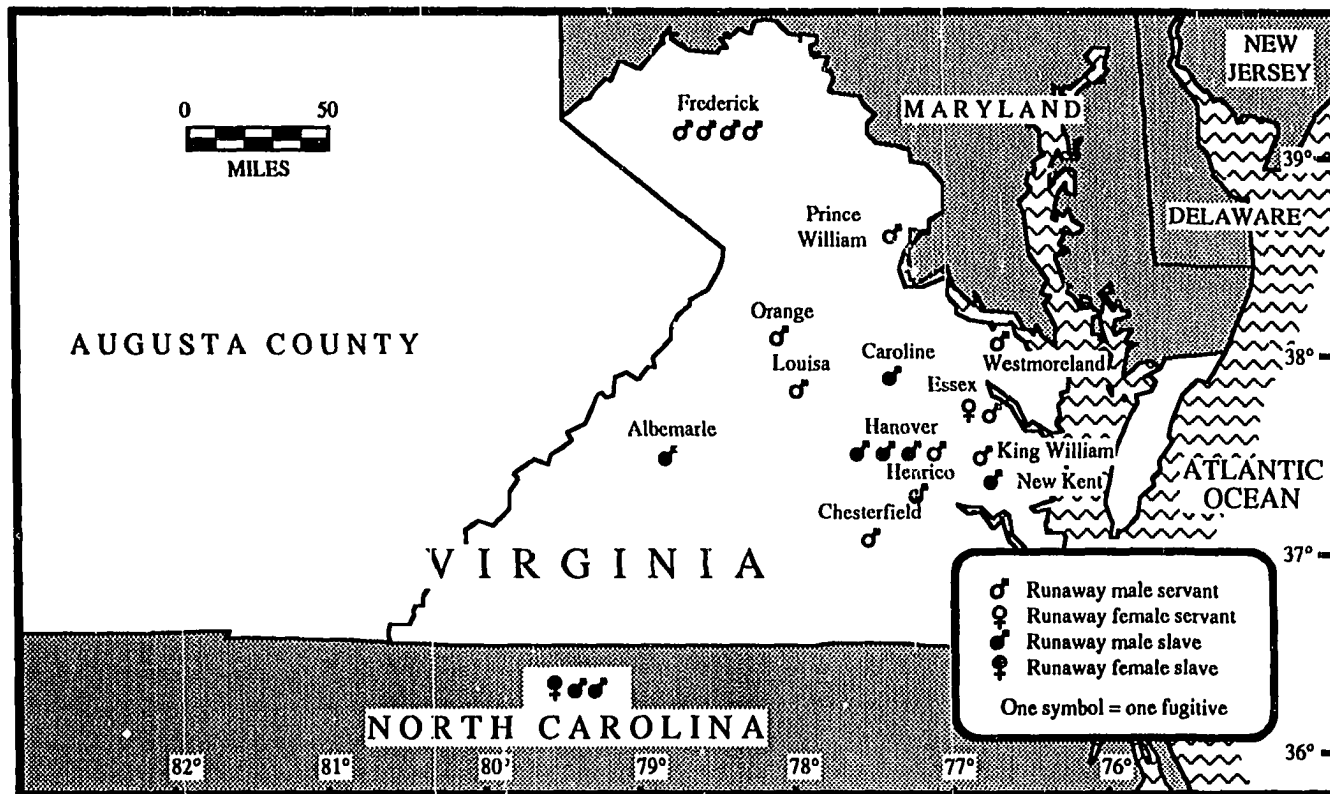 NEW
JERSEY
0 50
MILES
Frederick
MARYLAND
39°
Prince
William
DELAWARE
Orange
AUGUSTA COUNTY
Caroline
38°
Louisa
Westmoreland
Essex
Albemarle
Hanover
King William
Henrico
New Kent
ATLANTIC
OCEAN
Chesterfield
VIRGINIA
37°
Runaway male servant
Runaway female servant
Runaway male slave
Runaway female slave
One symbol = one fugitive
NORTH CAROLINA
82° 81° 80° 79° 78° 77° 76°
36°